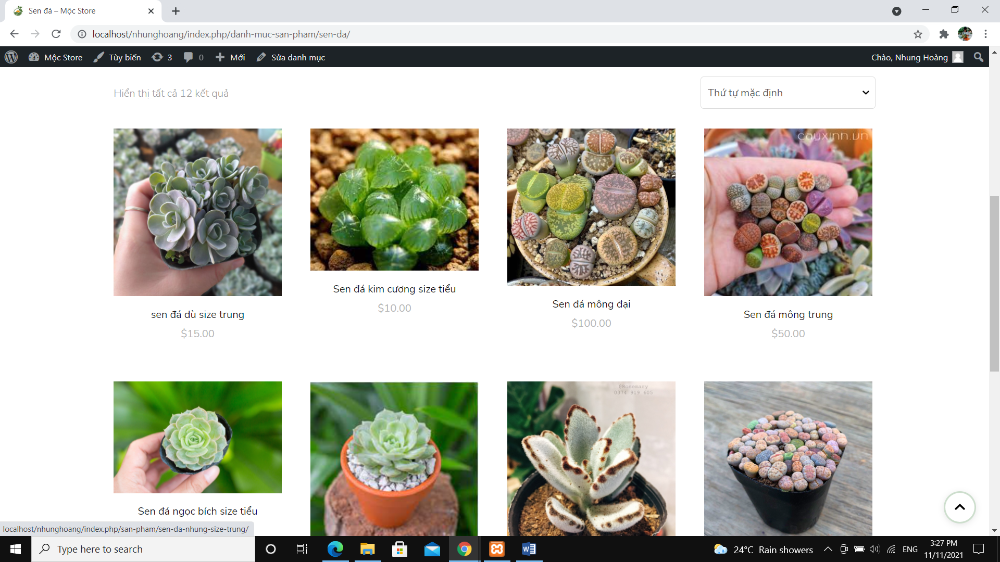 Sen đá – Mộc Store
localhost/nhunghoang/index.php/danh-muc-san-pham/sen-da/
Mộc Store
Tùy biến
3
0
Mới
Sửa danh mục
Chào, Nhung Hoàng
Hiển thị tất cả 12 kết quả
Thứ tự mặc định
cayxinh.vn
sen đá dù size trung
$15.00
Sen đá kim cương size tiểu
$10.00
Sen đá mông đại
$100.00
Sen đá mông trung
$50.00
@Rosemary
0374 919 605
Sen đá ngọc bích size tiểu
localhost/nhunghoang/index.php/san-pham/sen-da-nhung-size-trung/
Type here to search
24°C Rain showers
ENG
3:27 PM
11/11/2021